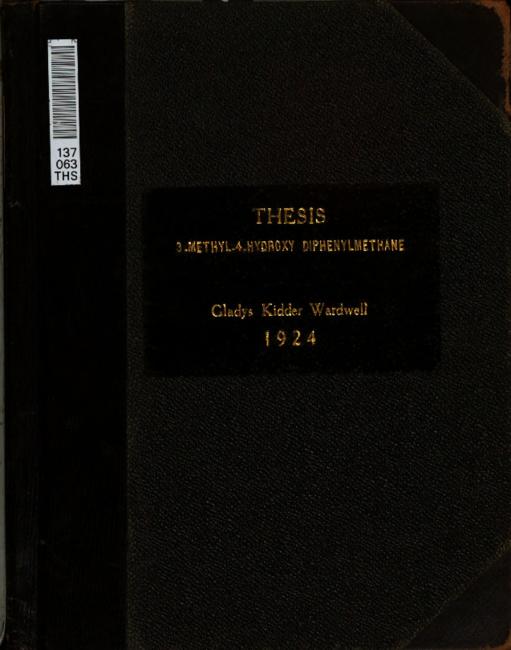 137
063
THS
THESIS
3.METHYL-4.HYDROXY DIPHENYLMETHANE
Gladys Kidder Wardwell
1924